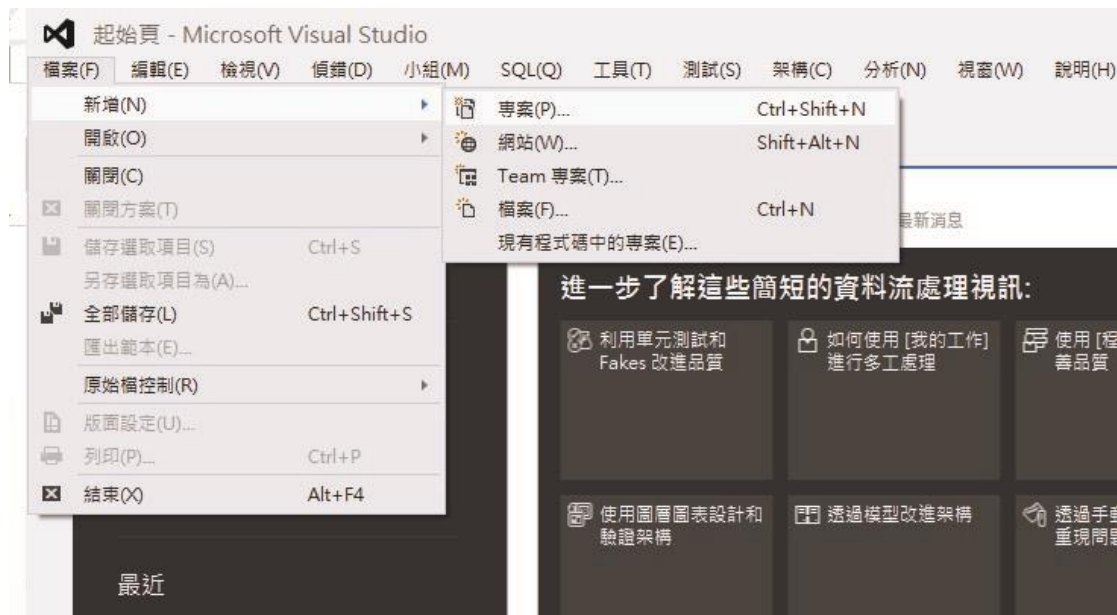 起始頁 - Microsoft Visual Studio
檔案(F) 編輯(E) 檢視(V) 偵錯(D) 小組(M) SQL(Q) 工具(T) 測試(S) 架構(C) 分析(N) 視窗(W) 說明(H)
新增(N)
開啟(O)
關閉(C)
關閉方案(T)
儲存選取項目(S) Ctrl+S
另存選取項目為(A)...
全部儲存(L) Ctrl+Shift+S
匯出範本(E)...
原始檔控制(R)
版面設定(U)...
列印(P)... Ctrl+P
結束(X) Alt+F4
專案(P)... Ctrl+Shift+N
網站(W)... Shift+Alt+N
Team 專案(T)...
檔案(F)... Ctrl+N
現有程式碼中的專案(E)...
最新消息
進一步了解這些簡短的資料流處理視訊:
利用單元測試和
Fakes 改進品質
如何使用 [我的工作]
進行多工處理
使用 [程
善品質
使用圖層圖表設計和
驗證架構
透過模型改進架構
透過手動
重現問題
最近